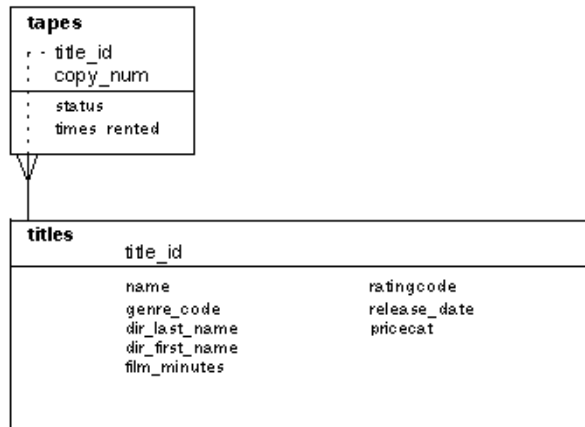 tapes
title_id
copy_num
status
times rented
titles
title_id
name
genre_code
dir_last_name
dir_first_name
film_minutes
ratingcode
release_date
pricecat